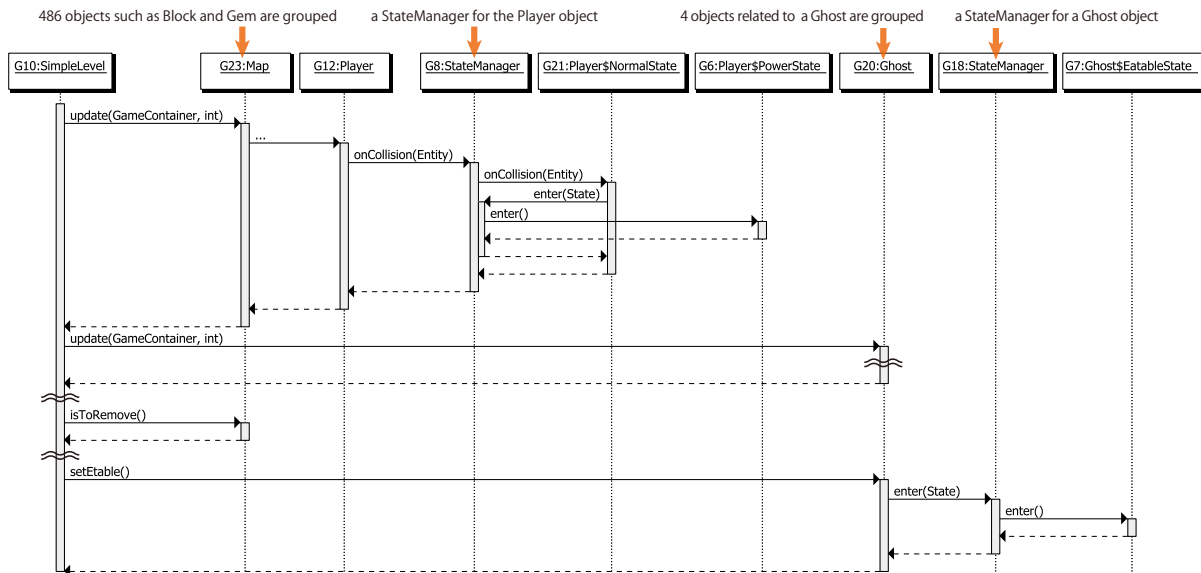 486 objects such as Block and Gem are grouped
a StateManager for the Player object
4 objects related to a Ghost are grouped
a StateManager for a Ghost object
G10:SimpleLevel
G23:Map
G12:Player
G8:StateManager
G21:Player$NormalState
G6:Player$PowerState
G20:Ghost
G18:StateManager
G7:Ghost$EatableState
update(GameContainer, int)
...
onCollision(Entity)
onCollision(Entity)
enter(State)
enter()
update(GameContainer, int)
isToRemove()
setEtable()
enter(State)
enter()